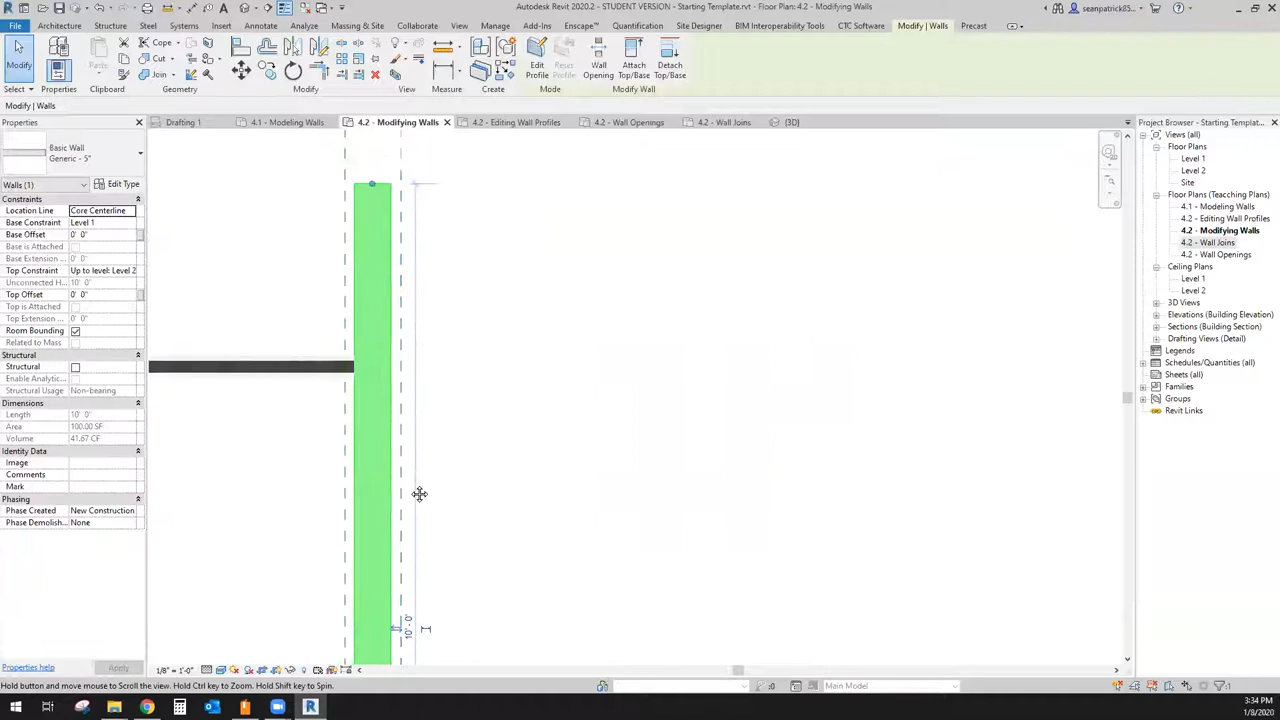 Autodesk Revit 2020.2 - STUDENT VERSION - Starting Template.rvt - Floor Plan: 4.2 - Modifying Walls
seanpatrick85...
File Architecture Structure Steel Systems Insert Annotate Analyze Massing & Site Collaborate View Manage Add-Ins Enscape™ Quantification Site Designer BIM Interoperability Tools CTC Software Modify | Walls Precast
Modify Paste Cope Cut Join Edit Profile Reset Profile Wall Opening Attach Top/Base Detach Top/Base
Select Properties Clipboard Geometry Modify View Measure Create Mode Modify Wall
Modify | Walls
Properties
Drafting 1 4.1 - Modeling Walls 4.2 - Modifying Walls 4.2 - Editing Wall Profiles 4.2 - Wall Openings 4.2 - Wall Joins {3D}
Project Browser - Starting Templat...
Basic Wall
Generic - 5"
Walls (1) Edit Type
Constraints
Location Line Core Centerline
Base Constraint Level 1
Base Offset 0' 0"
Base is Attached
Base Extension ...
Top Constraint Up to level: Level 2
Unconnected H... 10' 0"
Top Offset 0' 0"
Top is Attached
Top Extension ...
Room Bounding
Related to Mass
Structural
Structural
Enable Analytic...
Structural Usage Non-bearing
Dimensions
Length 10' 0"
Area 100.00 SF
Volume 41.67 CF
Identity Data
Image
Comments
Mark
Phasing
Phase Created New Construction
Phase Demolish... None
Properties help Apply
10' - 0"
Views (all)
Floor Plans
Level 1
Level 2
Site
Floor Plans (Teacching Plans)
4.1 - Modeling Walls
4.2 - Editing Wall Profiles
4.2 - Modifying Walls
4.2 - Wall Joins
4.2 - Wall Openings
Ceiling Plans
Level 1
Level 2
3D Views
Elevations (Building Elevation)
Sections (Building Section)
Drafting Views (Detail)
Legends
Schedules/Quantities (all)
Sheets (all)
Families
Groups
Revit Links
1/8" = 1'-0"
Hold button and move mouse to Scroll the view. Hold Ctrl key to Zoom. Hold Shift key to Spin.
:0 Main Model :1
3:34 PM
1/8/2020